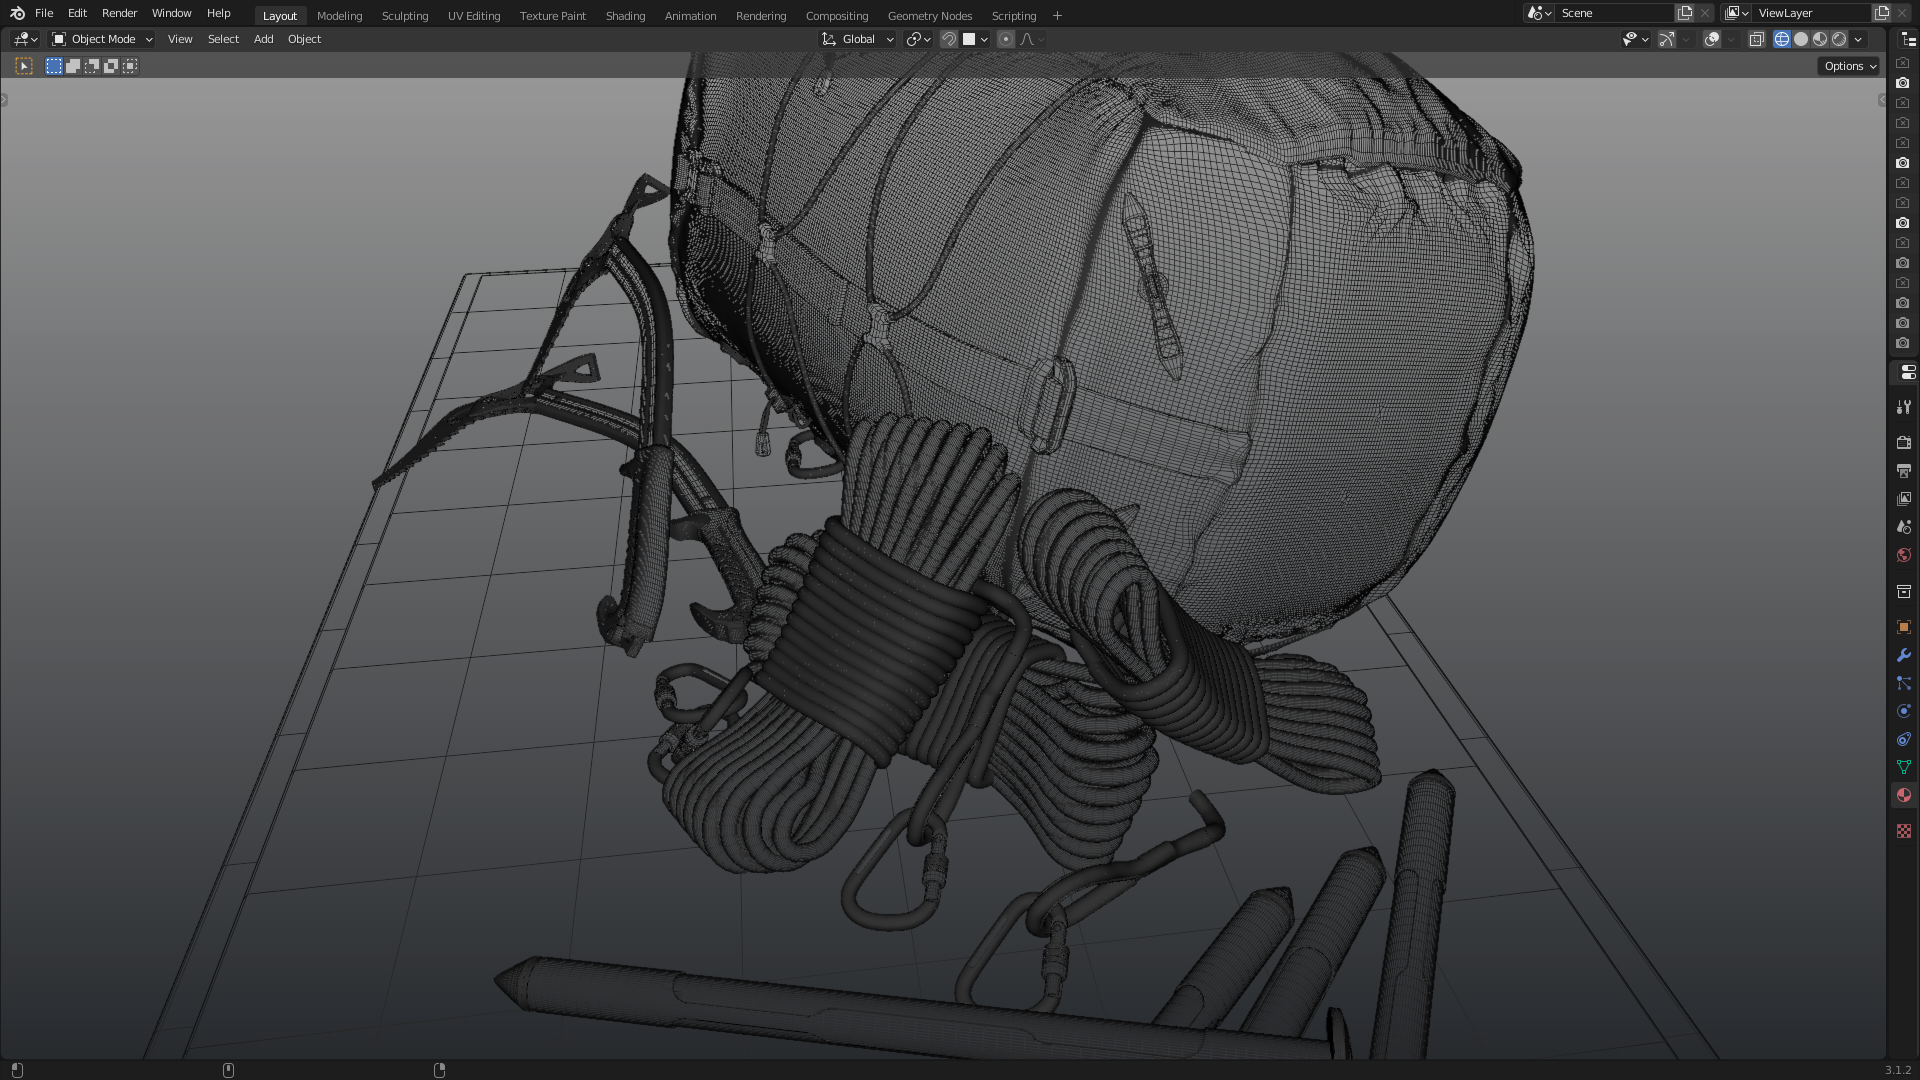 File Edit Render Window Help Layout Modeling Sculpting UV Editing Texture Paint Shading Animation Rendering Compositing Geometry Nodes Scripting + Scene ViewLayer
Object Mode View Select Add Object Global
Options
3.1.2